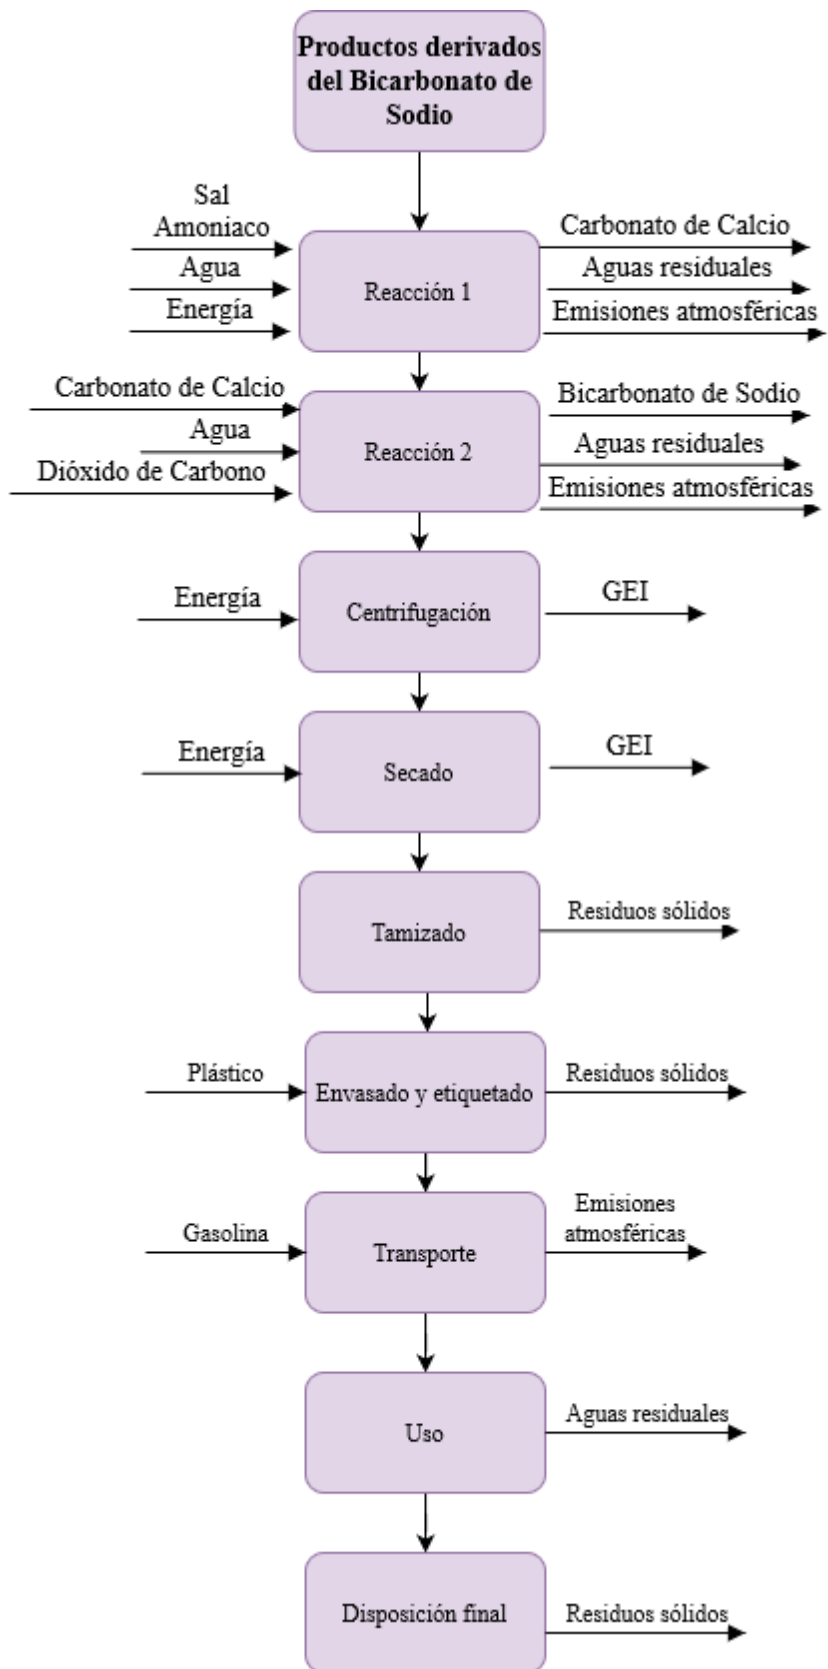 Productos derivados
del Bicarbonato de
Sodio
Sal
Amoniaco
Agua
Energía
Reacción 1
Carbonato de Calcio
Aguas residuales
Emisiones atmosféricas
Carbonato de Calcio
Agua
Dióxido de Carbono
Reacción 2
Bicarbonato de Sodio
Aguas residuales
Emisiones atmosféricas
Energía
Centrifugación
GEI
Energía
Secado
GEI
Tamizado
Residuos sólidos
Plástico
Envasado y etiquetado
Residuos sólidos
Gasolina
Transporte
Emisiones
atmosféricas
Uso
Aguas residuales
Disposición final
Residuos sólidos